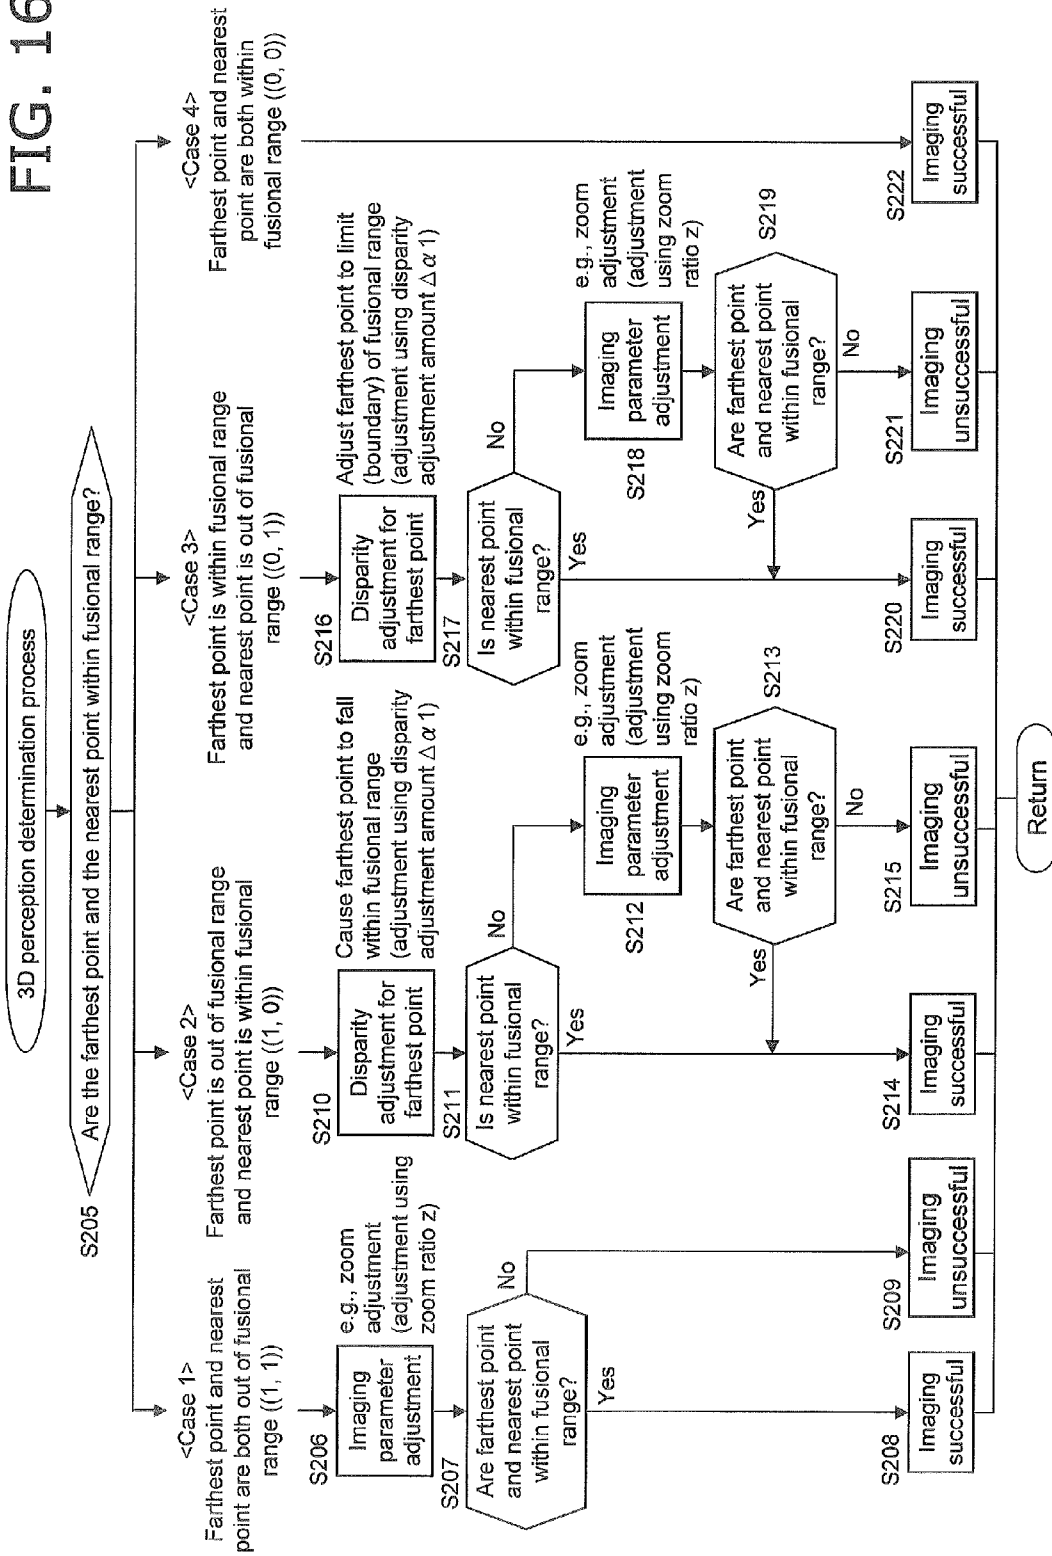 FIG. 16
3D perception determination process
S205
Are the farthest point and the nearest point within fusional range?
<Case 1>
Farthest point and nearest
point are both out of fusional
range ((1, 1))
S206
Imaging
parameter
adjustment
e.g., zoom
adjustment
(adjustment using
zoom ratio z)
S207
Are farthest point
and nearest point
within fusional
range?
No
Yes
S208
Imaging
successful
S209
Imaging
unsuccessful
<Case 2>
Farthest point is out of fusional range
and nearest point is within fusional
range ((1, 0))
S210
Disparity
adjustment for
farthest point
Cause farthest point to fall
within fusional range
(adjustment using disparity
adjustment amount Δα1)
S211
Is nearest point
within fusional
range?
No
Yes
e.g., zoom
adjustment
(adjustment
using zoom
ratio z)
Imaging
parameter
adjustment
S212
S213
Are farthest point
and nearest point
within fusional
range?
Yes
No
S214
Imaging
successful
S215
Imaging
unsuccessful
<Case 3>
Farthest point is within fusional range
and nearest point is out of fusional
range ((0, 1))
S216
Disparity
adjustment for
farthest point
Adjust farthest point to limit
(boundary) of fusional range
(adjustment using disparity
adjustment amount Δα1)
S217
Is nearest point
within fusional
range?
No
Yes
e.g., zoom
adjustment
(adjustment
using zoom
ratio z)
Imaging
parameter
adjustment
S218
S219
Are farthest point
and nearest point
within fusional
range?
Yes
No
S220
Imaging
successful
S221
Imaging
unsuccessful
<Case 4>
Farthest point and nearest
point are both within
fusional range ((0, 0))
S222
Imaging
successful
Return